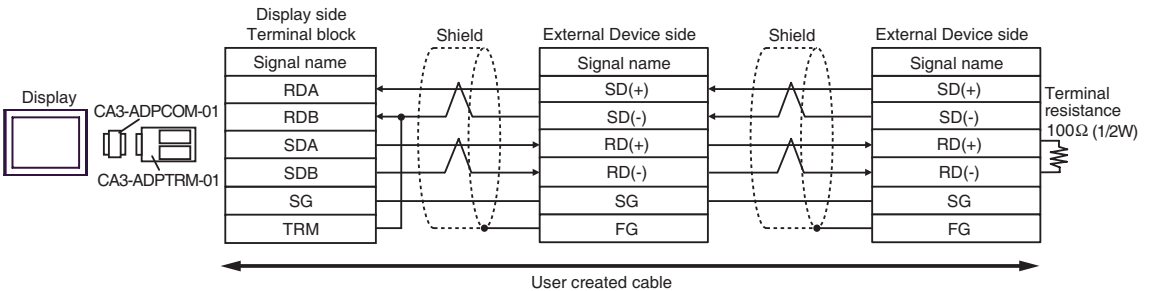 Display side
Terminal block
Shield
External Device side
Shield
External Device side
Signal name
Signal name
Signal name
RDA
SD(+)
SD(+)
Display
CA3-ADPCOM-01
RDB
SD(-)
SD(-)
Terminal
resistance
100Ω (1/2W)
SDA
RD(+)
RD(+)
CA3-ADPTRM-01
SDB
RD(-)
RD(-)
SG
SG
SG
TRM
FG
FG
User created cable